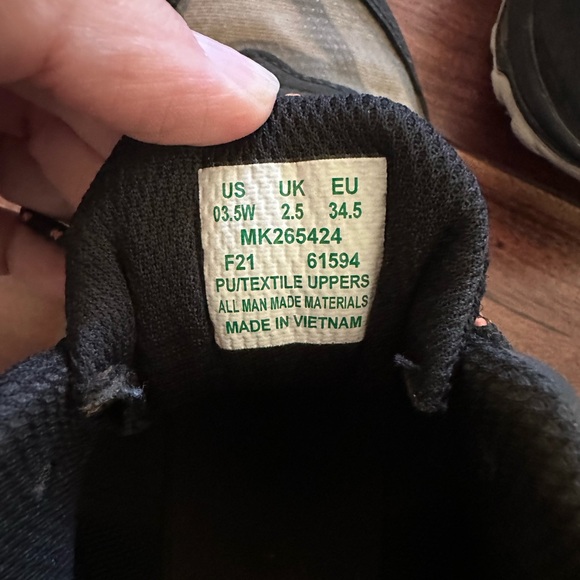 US UK EU
03.5W 2.5 34.5
MK265424
F21 61594
PU/TEXTILE UPPERS
ALL MAN MADE MATERIALS
MADE IN VIETNAM